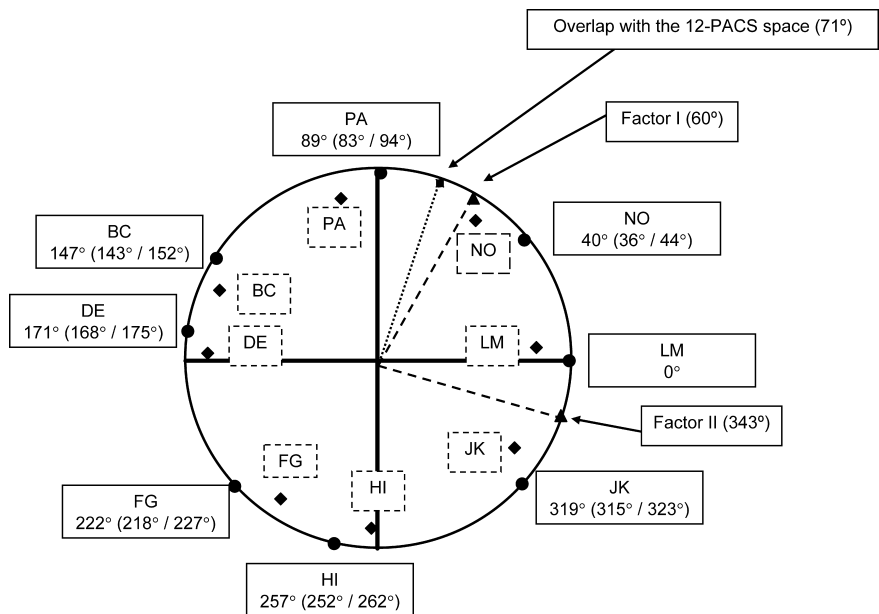 Overlap with the 12-PACS space (71º)
Factor I (60º)
PA
89° (83° / 94°)
PA
NO
NO
40° (36° / 44°)
BC
147° (143° / 152°)
BC
DE
171° (168° / 175°)
DE
LM
LM
0°
Factor II (343º)
JK
JK
319° (315° / 323°)
FG
FG
222° (218° / 227°)
HI
HI
257° (252° / 262°)